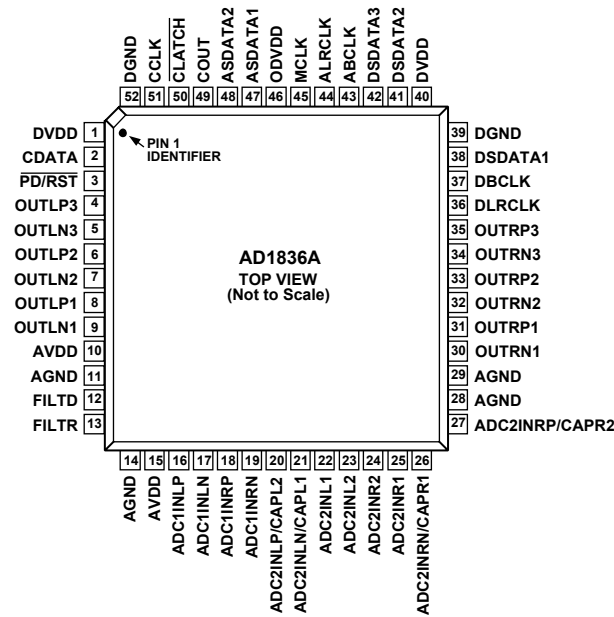 DGND
CCLK
CLATCH
COUT
ASDATA2
ASDATA1
ODVDD
MCLK
ALRCLK
ABCLK
DSDATA3
DSDATA2
DVDD
52 51 50 49 48 47 46 45 44 43 42 41 40
DVDD 1
CDATA 2
PD/RST 3
OUTLP3 4
OUTLN3 5
OUTLP2 6
OUTLN2 7
OUTLP1 8
OUTLN1 9
AVDD 10
AGND 11
FILTD 12
FILTR 13
PIN 1
IDENTIFIER
AD1836A
TOP VIEW
(Not to Scale)
39 DGND
38 DSDATA1
37 DBCLK
36 DLRCLK
35 OUTRP3
34 OUTRN3
33 OUTRP2
32 OUTRN2
31 OUTRP1
30 OUTRN1
29 AGND
28 AGND
27 ADC2INRP/CAPR2
14 15 16 17 18 19 20 21 22 23 24 25 26
AGND
AVDD
ADC1INLP
ADC1INLN
ADC1INRP
ADC1INRN
ADC2INLP/CAPL2
ADC2INLN/CAPL1
ADC2INL1
ADC2INL2
ADC2INR2
ADC2INR1
ADC2INRN/CAPR1